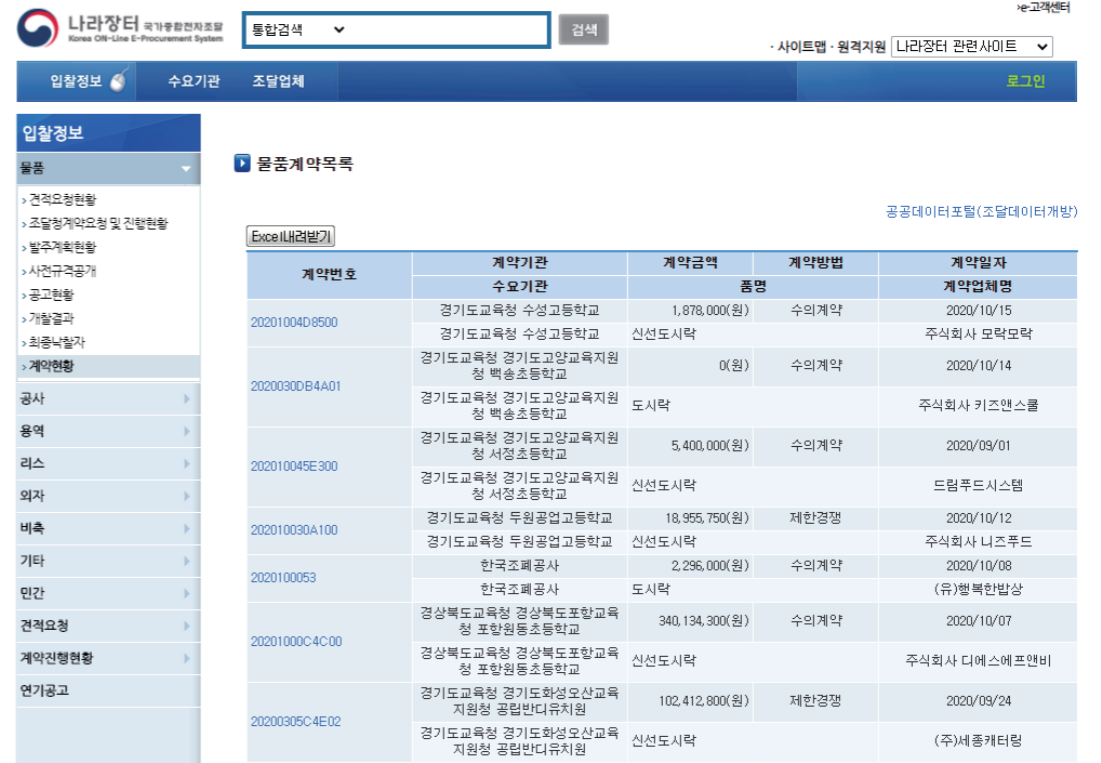 ›e-고객센터
나라장터 국가종합전자조달
Korea ON-Line E-Procurement System
통합검색
검색
· 사이트맵 · 원격지원 나라장터 관련사이트
입찰정보 수요기관 조달업체 로그인
입찰정보
물품
› 견적요청현황
› 조달청계약요청 및 진행현황
› 발주계획현황
› 사전규격공개
› 공고현황
› 개찰결과
› 최종낙찰자
› 계약현황
공사
용역
리스
외자
비축
기타
민간
견적요청
계약진행현황
연기공고
물품계약목록
공공데이터포털(조달데이터개방)
Excel내려받기
계약번호 계약기관 계약금액 계약방법 계약일자
수요기관 품명 계약업체명
20201004D8500 경기도교육청 수성고등학교 1,878,000(원) 수의계약 2020/10/15
경기도교육청 수성고등학교 신선도시락 주식회사 모락모락
2020030DB4A01 경기도교육청 경기도고양교육지원
청 백송초등학교 0(원) 수의계약 2020/10/14
경기도교육청 경기도고양교육지원
청 백송초등학교 도시락 주식회사 키즈앤스쿨
202010045E300 경기도교육청 경기도고양교육지원
청 서정초등학교 5,400,000(원) 수의계약 2020/09/01
경기도교육청 경기도고양교육지원
청 서정초등학교 신선도시락 드림푸드시스템
202010030A100 경기도교육청 두원공업고등학교 18,955,750(원) 제한경쟁 2020/10/12
경기도교육청 두원공업고등학교 신선도시락 주식회사 니즈푸드
2020100053 한국조폐공사 2,296,000(원) 수의계약 2020/10/08
한국조폐공사 도시락 (유)행복한밥상
20201000C4C00 경상북도교육청 경상북도포항교육
청 포항원동초등학교 340,134,300(원) 수의계약 2020/10/07
경상북도교육청 경상북도포항교육
청 포항원동초등학교 신선도시락 주식회사 디에스에프앤비
20200305C4E02 경기도교육청 경기도화성오산교육
지원청 공립반디유치원 102,412,800(원) 제한경쟁 2020/09/24
경기도교육청 경기도화성오산교육
지원청 공립반디유치원 신선도시락 (주)세종캐터링